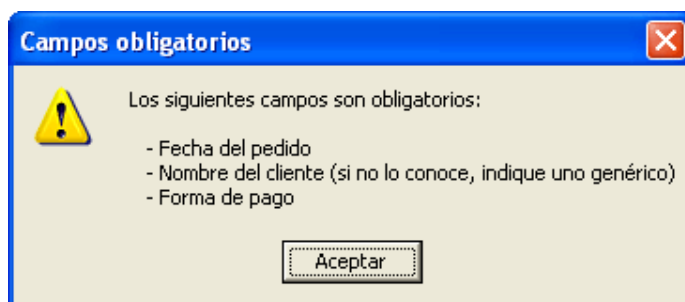 Campos obligatorios
Los siguientes campos son obligatorios:
- Fecha del pedido
- Nombre del cliente (si no lo conoce, indique uno genérico)
- Forma de pago
Aceptar